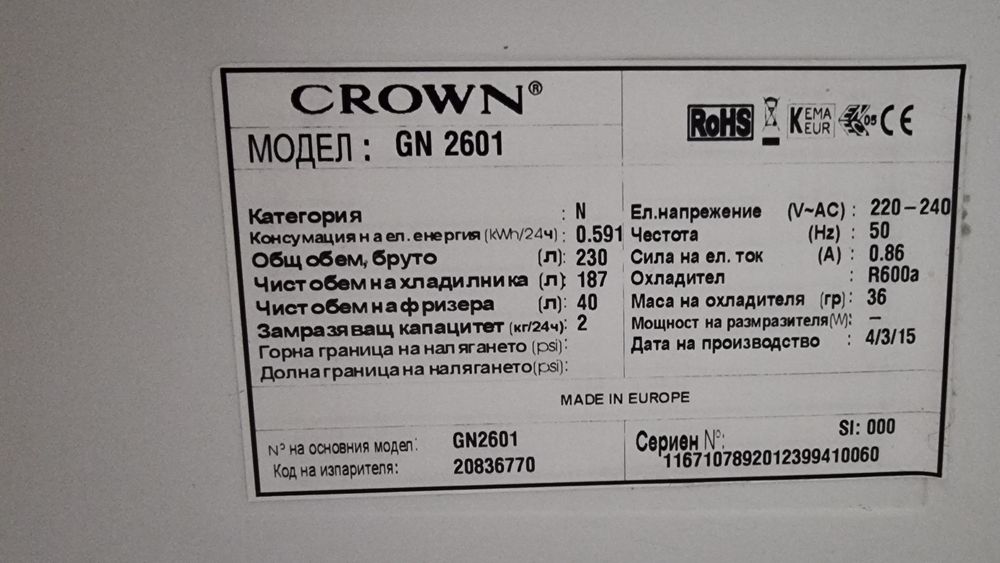 CROWN®
RoHS KEMA EUR 05 CE
МОДЕЛ : GN 2601
Категория : N
Консумация на ел. енергия (kWh/24ч) : 0.591
Общ обем, бруто (л): 230
Чист обем на хладилника (л): 187
Чист обем на фризера (л): 40
Замразяващ капацитет (кг/24ч): 2
Горна граница на налягането (psi) :
Долна граница на налягането(psi):
Ел.напрежение (V~AC) : 220–240
Честота (Hz) : 50
Сила на ел. ток (A) : 0.86
Охладител : R600a
Маса на охладителя (гр) : 36
Мощност на размразителя(W): –
Дата на производство : 4/3/15
MADE IN EUROPE
Nº на основния модел: GN2601
Код на изпарителя: 20836770
SI: 000
Сериен Nº:
1167107892012399410060